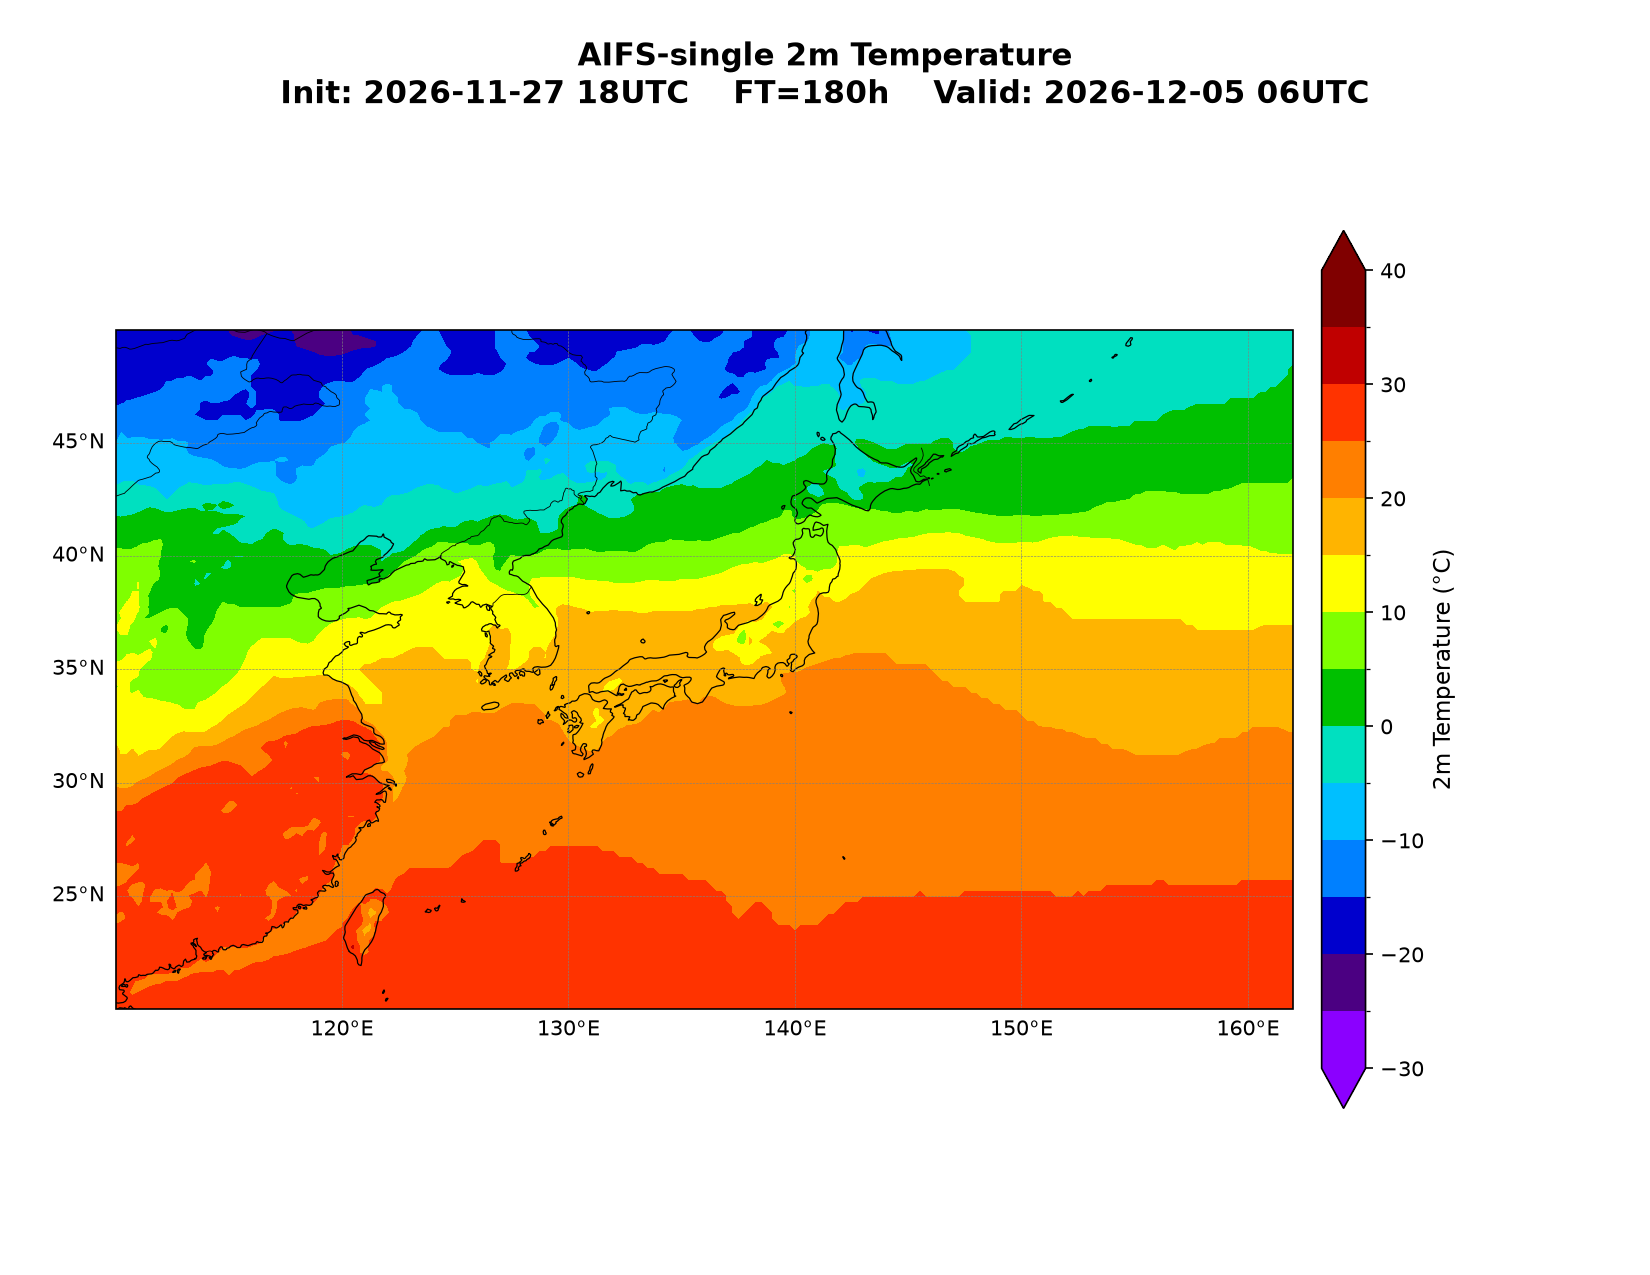 AIFS-single 2m Temperature
Init: 2026-11-27 18UTC    FT=180h    Valid: 2026-12-05 06UTC
45°N
40°N
35°N
30°N
25°N
120°E
130°E
140°E
150°E
160°E
40
30
20
10
0
−10
−20
−30
2m Temperature (°C)